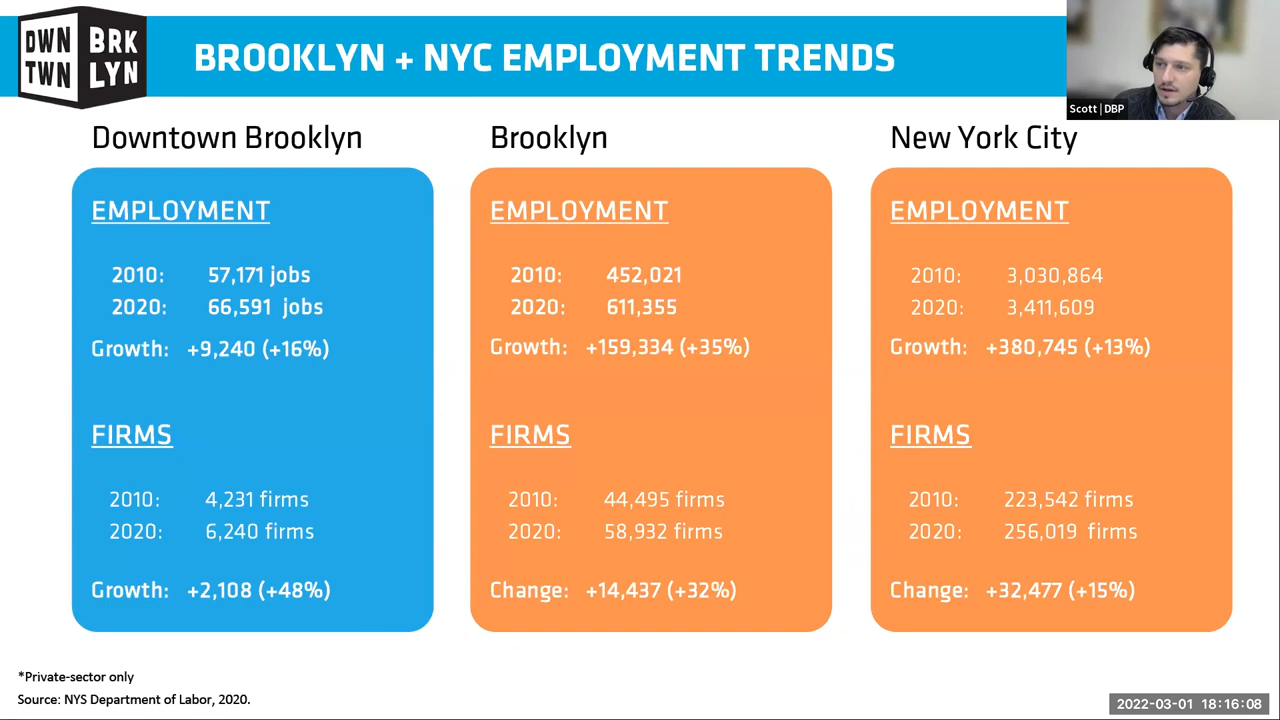 DWN BRK
TWN LYN
BROOKLYN + NYC EMPLOYMENT TRENDS
Scott | DBP
Downtown Brooklyn
EMPLOYMENT
2010: 57,171 jobs
2020: 66,591 jobs
Growth: +9,240 (+16%)
FIRMS
2010: 4,231 firms
2020: 6,240 firms
Growth: +2,108 (+48%)
Brooklyn
EMPLOYMENT
2010: 452,021
2020: 611,355
Growth: +159,334 (+35%)
FIRMS
2010: 44,495 firms
2020: 58,932 firms
Change: +14,437 (+32%)
New York City
EMPLOYMENT
2010: 3,030,864
2020: 3,411,609
Growth: +380,745 (+13%)
FIRMS
2010: 223,542 firms
2020: 256,019 firms
Change: +32,477 (+15%)
*Private-sector only
Source: NYS Department of Labor, 2020.
2022-03-01 18:16:08